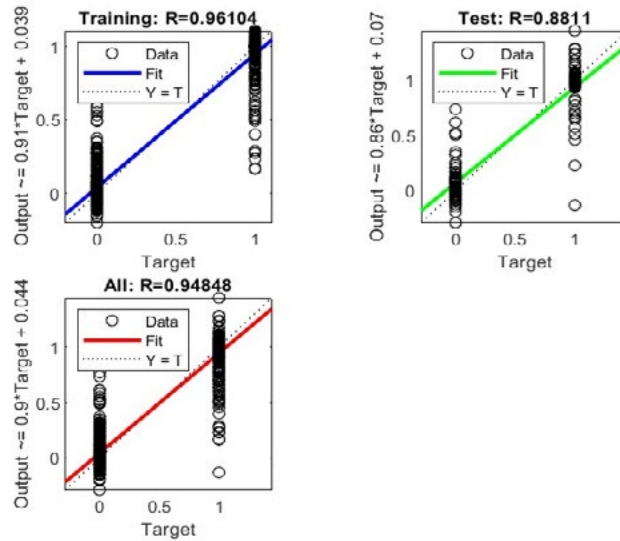 Training: R=0.96104
Output ~= 0.91*Target + 0.039
1
0.5
0
Data
Fit
Y = T
0 0.5 1
Target
Test: R=0.8811
Output ~= 0.86*Target + 0.07
1
0.5
0
Data
Fit
Y = T
0 0.5 1
Target
All: R=0.94848
Output ~= 0.9*Target + 0.044
1
0.5
0
Data
Fit
Y = T
0 0.5 1
Target